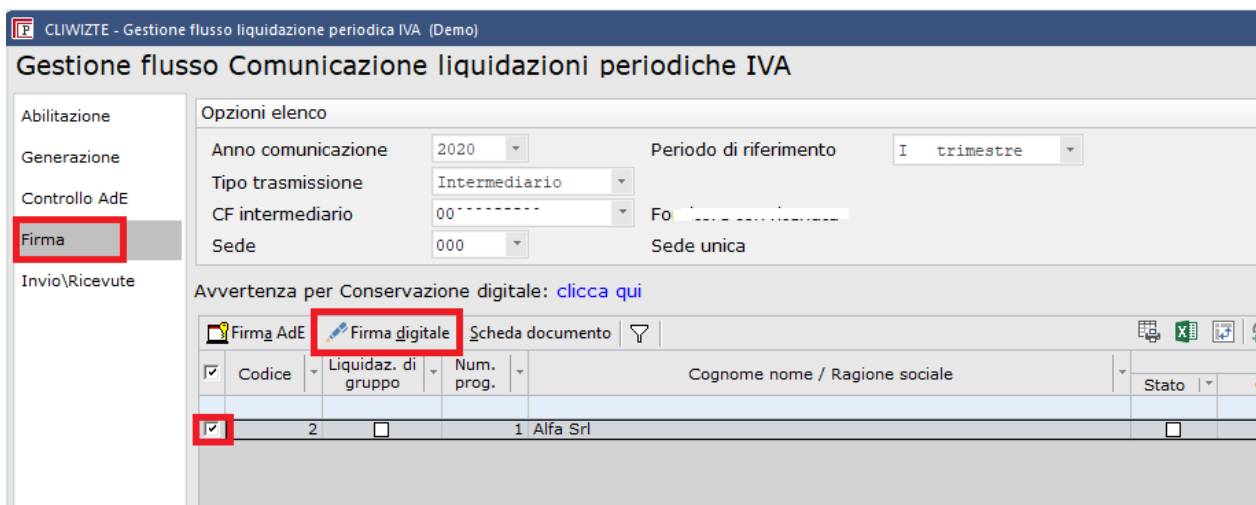 CLIWIZTE - Gestione flusso liquidazione periodica IVA (Demo)
Gestione flusso Comunicazione liquidazioni periodiche IVA
Abilitazione
Generazione
Controllo AdE
Firma
Invio\Ricevute
Opzioni elenco
Anno comunicazione 2020 Periodo di riferimento I trimestre
Tipo trasmissione Intermediario
CF intermediario 00
Sede 000 Sede unica
Avvertenza per Conservazione digitale: clicca qui
Firma AdE Firma digitale Scheda documento
Codice Liquidaz. di gruppo Num. prog. Cognome nome / Ragione sociale Stato
2 1 Alfa Srl